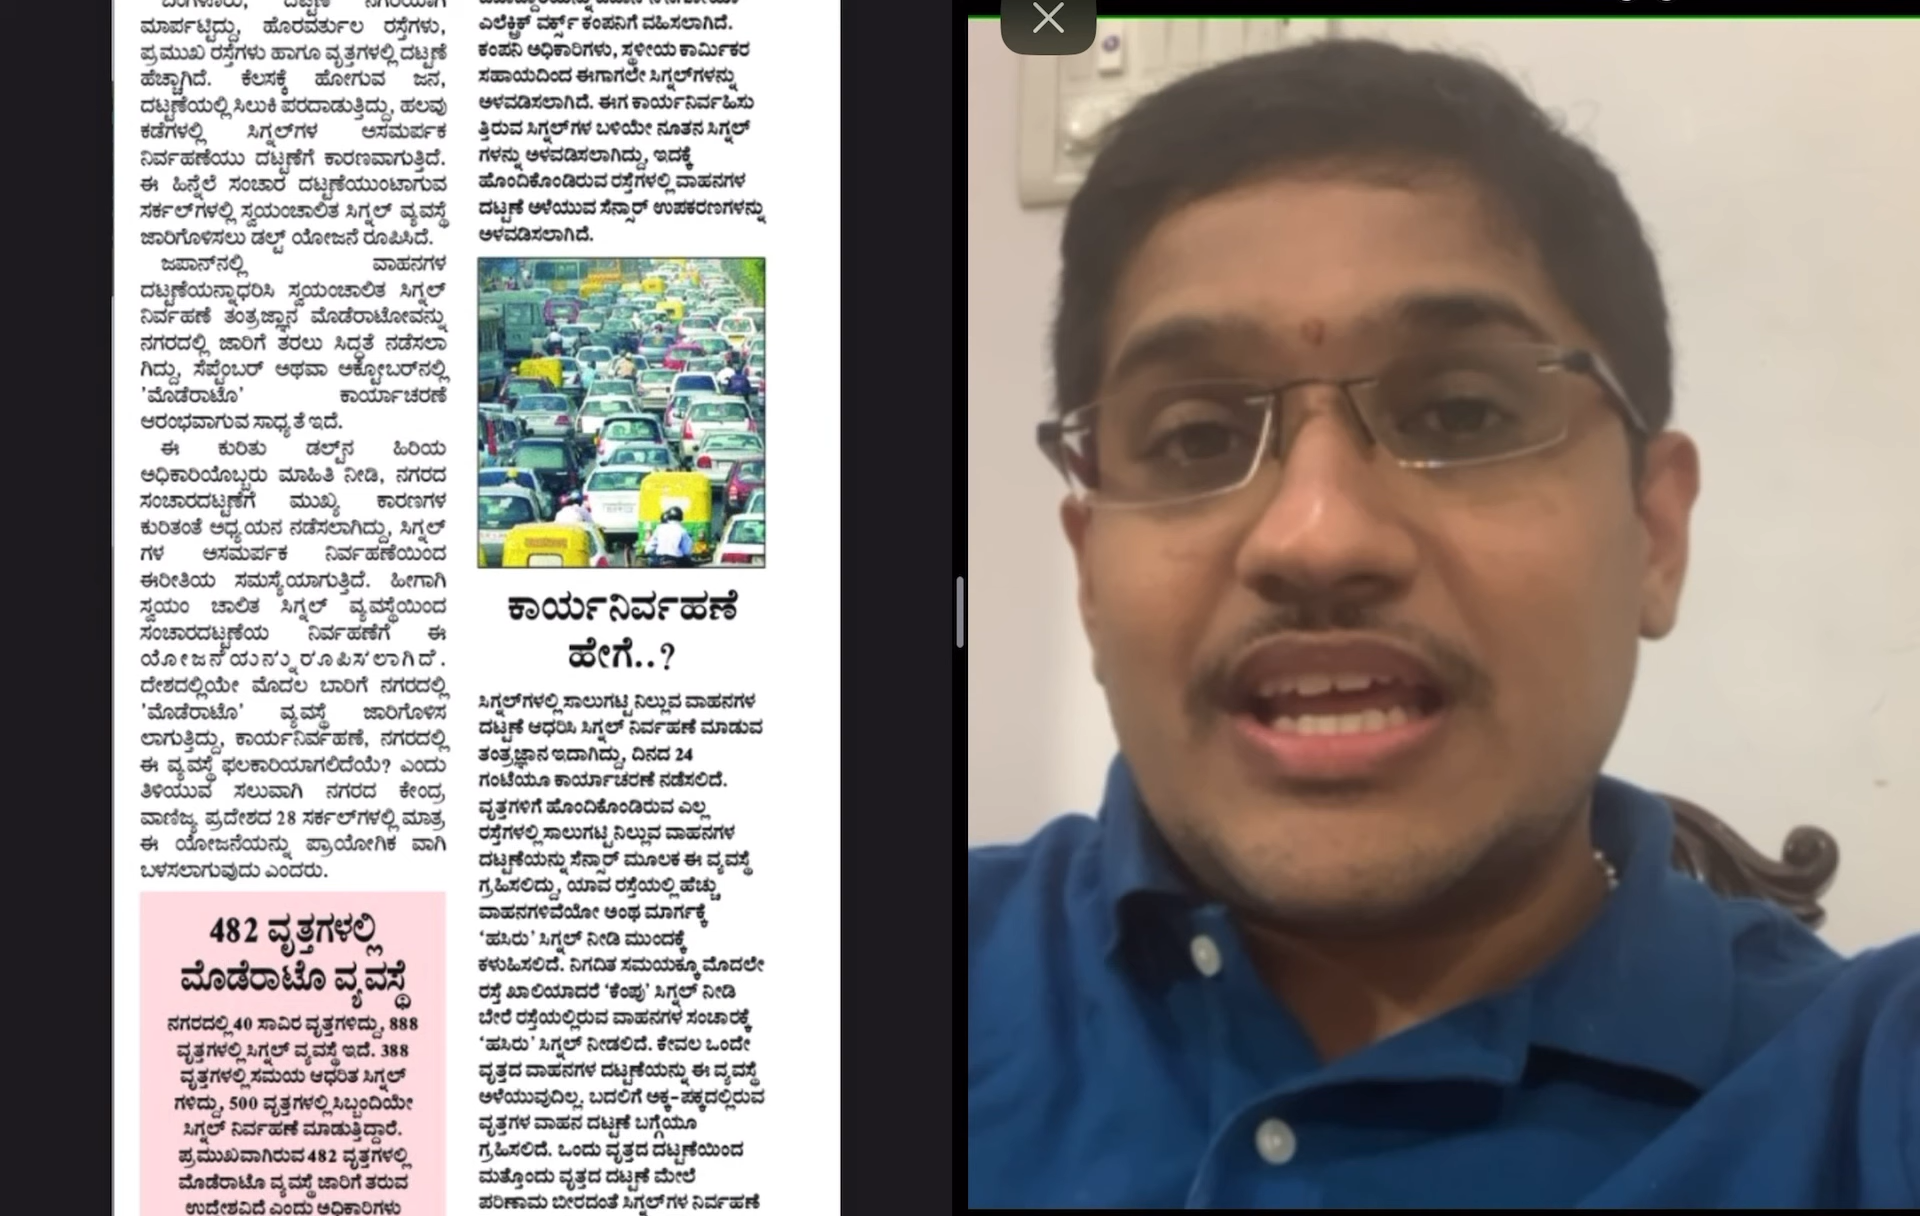 ಮಾರ್ಪಟ್ಟಿದ್ದು, ಹೊರವರ್ತುಲ ರಸ್ತೆಗಳು,
ಪ್ರಮುಖ ರಸ್ತೆಗಳು ಹಾಗೂ ವೃತ್ತಗಳಲ್ಲಿ ದಟ್ಟಣೆ
ಹೆಚ್ಚಾಗಿದೆ. ಕೆಲಸಕ್ಕೆ ಹೋಗುವ ಜನ,
ದಟ್ಟಣೆಯಲ್ಲಿ ಸಿಲುಕಿ ಪರದಾಡುತ್ತಿದ್ದು, ಹಲವು
ಕಡೆಗಳಲ್ಲಿ ಸಿಗ್ನಲ್‌ಗಳ ಅಸಮರ್ಪಕ
ನಿರ್ವಹಣೆಯು ದಟ್ಟಣೆಗೆ ಕಾರಣವಾಗುತ್ತಿದೆ.
ಈ ಹಿನ್ನೆಲೆ ಸಂಚಾರ ದಟ್ಟಣೆಯುಂಟಾಗುವ
ಸರ್ಕಲ್‌ಗಳಲ್ಲಿ ಸ್ವಯಂಚಾಲಿತ ಸಿಗ್ನಲ್ ವ್ಯವಸ್ಥೆ
ಜಾರಿಗೊಳಿಸಲು ಡಲ್ಟ್ ಯೋಜನೆ ರೂಪಿಸಿದೆ.
ಜಪಾನ್‌ನಲ್ಲಿ ವಾಹನಗಳ
ದಟ್ಟಣೆಯನ್ನಾಧರಿಸಿ ಸ್ವಯಂಚಾಲಿತ ಸಿಗ್ನಲ್
ನಿರ್ವಹಣೆ ತಂತ್ರಜ್ಞಾನ ಮೊಡೆರಾಟೋವನ್ನು
ನಗರದಲ್ಲಿ ಜಾರಿಗೆ ತರಲು ಸಿದ್ಧತೆ ನಡೆಸಲಾ
ಗಿದ್ದು, ಸೆಪ್ಟೆಂಬರ್ ಅಥವಾ ಅಕ್ಟೋಬರ್‌ನಲ್ಲಿ
'ಮೊಡೆರಾಟೊ' ಕಾರ್ಯಾಚರಣೆ
ಆರಂಭವಾಗುವ ಸಾಧ್ಯತೆ ಇದೆ.
ಈ ಕುರಿತು ಡಲ್ಟ್‌ನ ಹಿರಿಯ
ಅಧಿಕಾರಿಯೊಬ್ಬರು ಮಾಹಿತಿ ನೀಡಿ, ನಗರದ
ಸಂಚಾರದಟ್ಟಣೆಗೆ ಮುಖ್ಯ ಕಾರಣಗಳ
ಕುರಿತಂತೆ ಅಧ್ಯಯನ ನಡೆಸಲಾಗಿದ್ದು, ಸಿಗ್ನಲ್
ಗಳ ಅಸಮರ್ಪಕ ನಿರ್ವಹಣೆಯಿಂದ
ಈರೀತಿಯ ಸಮಸ್ಯೆಯಾಗುತ್ತಿದೆ. ಹೀಗಾಗಿ
ಸ್ವಯಂ ಚಾಲಿತ ಸಿಗ್ನಲ್ ವ್ಯವಸ್ಥೆಯಿಂದ
ಸಂಚಾರದಟ್ಟಣೆಯ ನಿರ್ವಹಣೆಗೆ ಈ
ಯೋಜನೆಯನ್ನು ರೂಪಿಸಲಾಗಿದೆ.
ದೇಶದಲ್ಲಿಯೇ ಮೊದಲ ಬಾರಿಗೆ ನಗರದಲ್ಲಿ
'ಮೊಡೆರಾಟೊ' ವ್ಯವಸ್ಥೆ ಜಾರಿಗೊಳಿಸ
ಲಾಗುತ್ತಿದ್ದು, ಕಾರ್ಯನಿರ್ವಹಣೆ, ನಗರದಲ್ಲಿ
ಈ ವ್ಯವಸ್ಥೆ ಫಲಕಾರಿಯಾಗಲಿದೆಯೆ? ಎಂದು
ತಿಳಿಯುವ ಸಲುವಾಗಿ ನಗರದ ಕೇಂದ್ರ
ವಾಣಿಜ್ಯ ಪ್ರದೇಶದ 28 ಸರ್ಕಲ್‌ಗಳಲ್ಲಿ ಮಾತ್ರ
ಈ ಯೋಜನೆಯನ್ನು ಪ್ರಾಯೋಗಿಕ ವಾಗಿ
ಬಳಸಲಾಗುವುದು ಎಂದರು.
482 ವೃತ್ತಗಳಲ್ಲಿ
ಮೊಡೆರಾಟೊ ವ್ಯವಸ್ಥೆ
ನಗರದಲ್ಲಿ 40 ಸಾವಿರ ವೃತ್ತಗಳಿದ್ದು, 888
ವೃತ್ತಗಳಲ್ಲಿ ಸಿಗ್ನಲ್ ವ್ಯವಸ್ಥೆ ಇದೆ. 388
ವೃತ್ತಗಳಲ್ಲಿ ಸಮಯ ಆಧರಿತ ಸಿಗ್ನಲ್
ಗಳಿದ್ದು, 500 ವೃತ್ತಗಳಲ್ಲಿ ಸಿಬ್ಬಂದಿಯೇ
ಸಿಗ್ನಲ್ ನಿರ್ವಹಣೆ ಮಾಡುತ್ತಿದ್ದಾರೆ.
ಪ್ರಮುಖವಾಗಿರುವ 482 ವೃತ್ತಗಳಲ್ಲಿ
ಮೊಡೆರಾಟೊ ವ್ಯವಸ್ಥೆ ಜಾರಿಗೆ ತರುವ
ಉದ್ದೇಶವಿದೆ ಎಂದು ಅಧಿಕಾರಿಗಳು
ಎಲೆಕ್ಟ್ರಿಕ್ ವರ್ಕ್ಸ್ ಕಂಪನಿಗೆ ವಹಿಸಲಾಗಿದೆ.
ಕಂಪನಿ ಅಧಿಕಾರಿಗಳು, ಸ್ಥಳೀಯ ಕಾರ್ಮಿಕರ
ಸಹಾಯದಿಂದ ಈಗಾಗಲೇ ಸಿಗ್ನಲ್‌ಗಳನ್ನು
ಅಳವಡಿಸಲಾಗಿದೆ. ಈಗ ಕಾರ್ಯನಿರ್ವಹಿಸು
ತ್ತಿರುವ ಸಿಗ್ನಲ್‌ಗಳ ಬಳಿಯೇ ನೂತನ ಸಿಗ್ನಲ್
ಗಳನ್ನು ಅಳವಡಿಸಲಾಗಿದ್ದು, ಇದಕ್ಕೆ
ಹೊಂದಿಕೊಂಡಿರುವ ರಸ್ತೆಗಳಲ್ಲಿ ವಾಹನಗಳ
ದಟ್ಟಣೆ ಅಳೆಯುವ ಸೆನ್ಸಾರ್ ಉಪಕರಣಗಳನ್ನು
ಅಳವಡಿಸಲಾಗಿದೆ.
ಕಾರ್ಯನಿರ್ವಹಣೆ
ಹೇಗೆ..?
ಸಿಗ್ನಲ್‌ಗಳಲ್ಲಿ ಸಾಲುಗಟ್ಟಿ ನಿಲ್ಲುವ ವಾಹನಗಳ
ದಟ್ಟಣೆ ಆಧರಿಸಿ ಸಿಗ್ನಲ್ ನಿರ್ವಹಣೆ ಮಾಡುವ
ತಂತ್ರಜ್ಞಾನ ಇದಾಗಿದ್ದು, ದಿನದ 24
ಗಂಟೆಯೂ ಕಾರ್ಯಾಚರಣೆ ನಡೆಸಲಿದೆ.
ವೃತ್ತಗಳಿಗೆ ಹೊಂದಿಕೊಂಡಿರುವ ಎಲ್ಲ
ರಸ್ತೆಗಳಲ್ಲಿ ಸಾಲುಗಟ್ಟಿ ನಿಲ್ಲುವ ವಾಹನಗಳ
ದಟ್ಟಣೆಯನ್ನು ಸೆನ್ಸಾರ್ ಮೂಲಕ ಈ ವ್ಯವಸ್ಥೆ
ಗ್ರಹಿಸಲಿದ್ದು, ಯಾವ ರಸ್ತೆಯಲ್ಲಿ ಹೆಚ್ಚು
ವಾಹನಗಳಿವೆಯೋ ಅಂಥ ಮಾರ್ಗಕ್ಕೆ
'ಹಸಿರು' ಸಿಗ್ನಲ್ ನೀಡಿ ಮುಂದಕ್ಕೆ
ಕಳುಹಿಸಲಿದೆ. ನಿಗದಿತ ಸಮಯಕ್ಕೂ ಮೊದಲೇ
ರಸ್ತೆ ಖಾಲಿಯಾದರೆ 'ಕೆಂಪು' ಸಿಗ್ನಲ್ ನೀಡಿ
ಬೇರೆ ರಸ್ತೆಯಲ್ಲಿರುವ ವಾಹನಗಳ ಸಂಚಾರಕ್ಕೆ
'ಹಸಿರು' ಸಿಗ್ನಲ್ ನೀಡಲಿದೆ. ಕೇವಲ ಒಂದೇ
ವೃತ್ತದ ವಾಹನಗಳ ದಟ್ಟಣೆಯನ್ನು ಈ ವ್ಯವಸ್ಥೆ
ಅಳೆಯುವುದಿಲ್ಲ. ಬದಲಿಗೆ ಅಕ್ಕ-ಪಕ್ಕದಲ್ಲಿರುವ
ವೃತ್ತಗಳ ವಾಹನ ದಟ್ಟಣೆ ಬಗ್ಗೆಯೂ
ಗ್ರಹಿಸಲಿದೆ. ಒಂದು ವೃತ್ತದ ದಟ್ಟಣೆಯಿಂದ
ಮತ್ತೊಂದು ವೃತ್ತದ ದಟ್ಟಣೆ ಮೇಲೆ
ಪರಿಣಾಮ ಬೀರದಂತೆ ಸಿಗ್ನಲ್‌ಗಳ ನಿರ್ವಹಣೆ